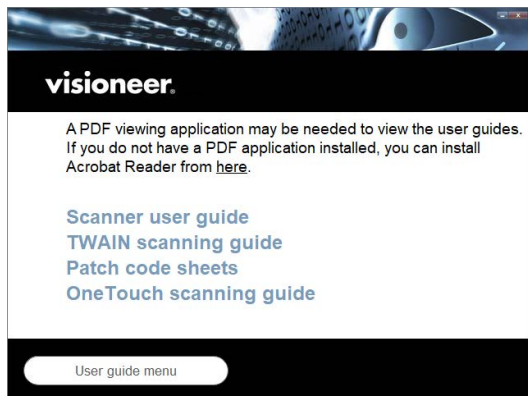 visioneer.
A PDF viewing application may be needed to view the user guides.
If you do not have a PDF application installed, you can install
Acrobat Reader from here.
Scanner user guide
TWAIN scanning guide
Patch code sheets
OneTouch scanning guide
User guide menu